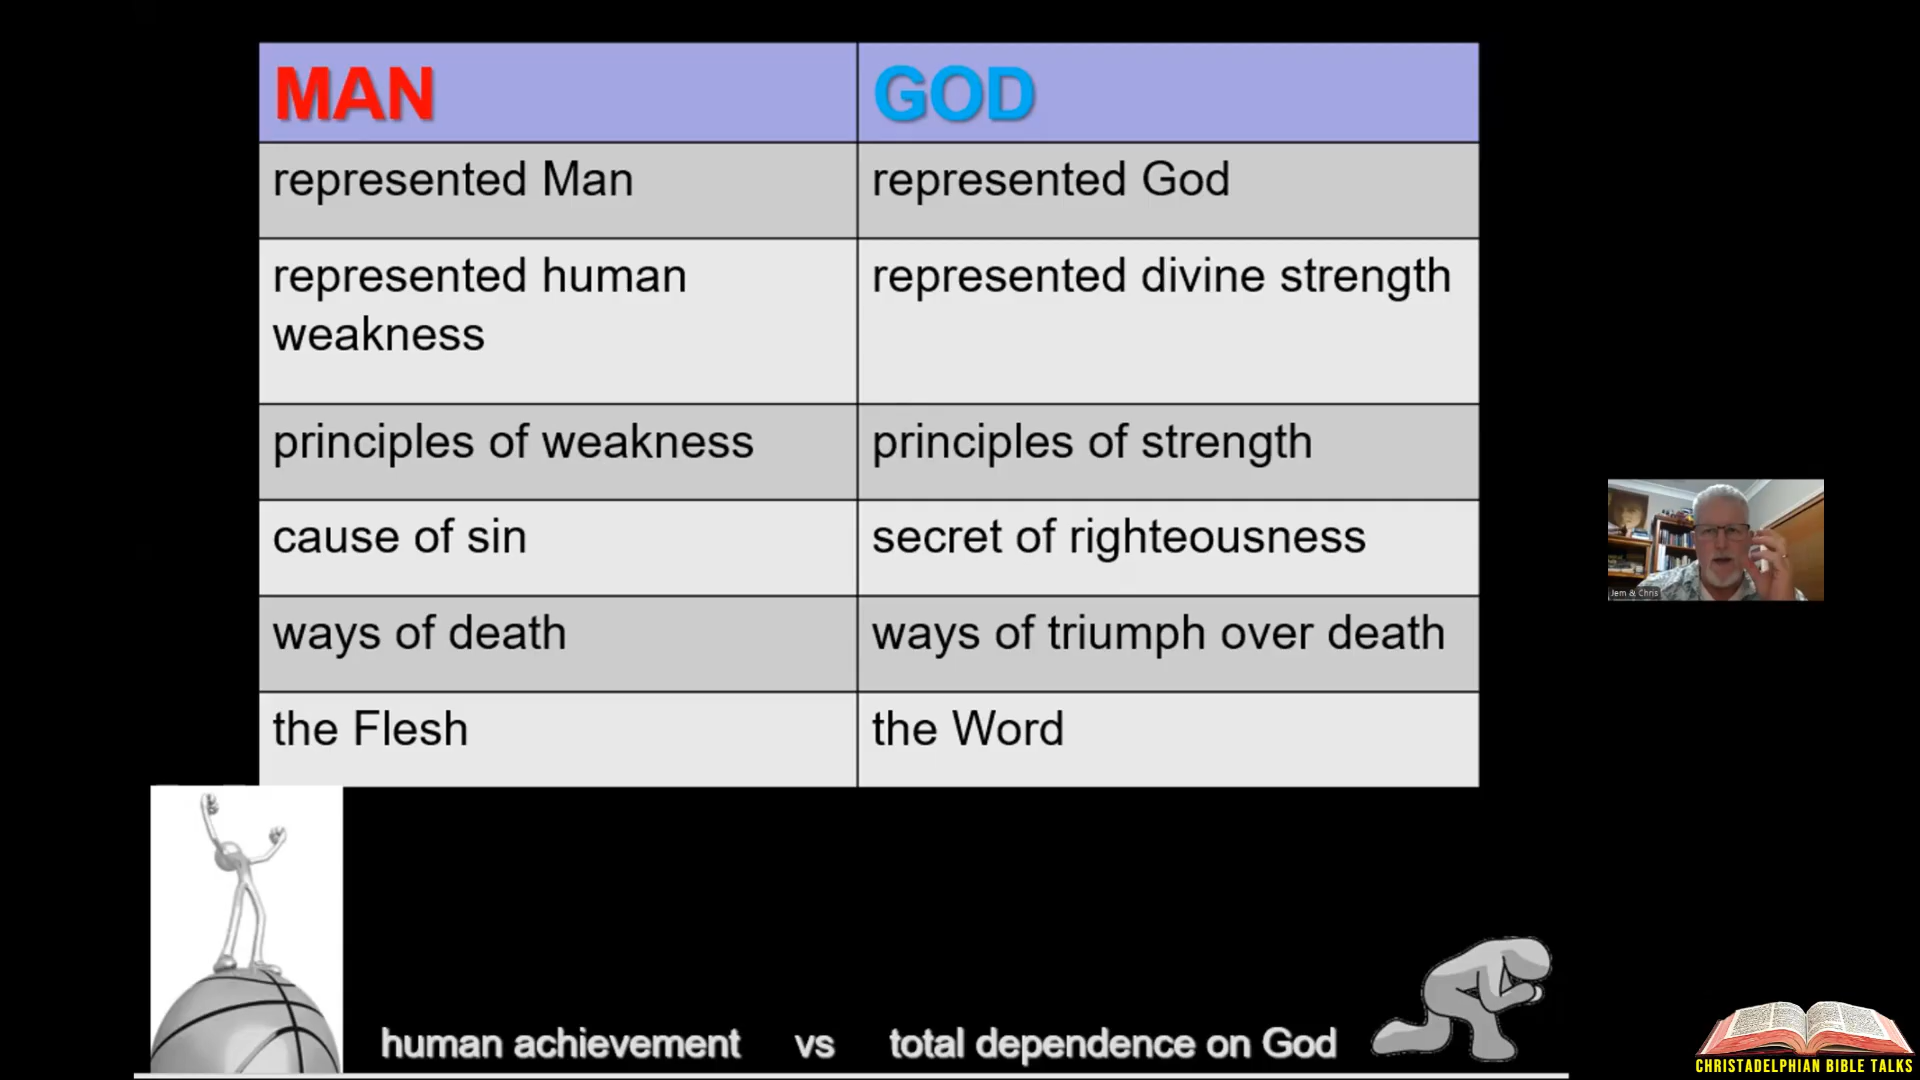 MAN GOD
represented Man represented God
represented human weakness represented divine strength
principles of weakness principles of strength
cause of sin secret of righteousness
ways of death ways of triumph over death
the Flesh the Word
Jem & Chris
human achievement vs total dependence on God
CHRISTADELPHIAN BIBLE TALKS